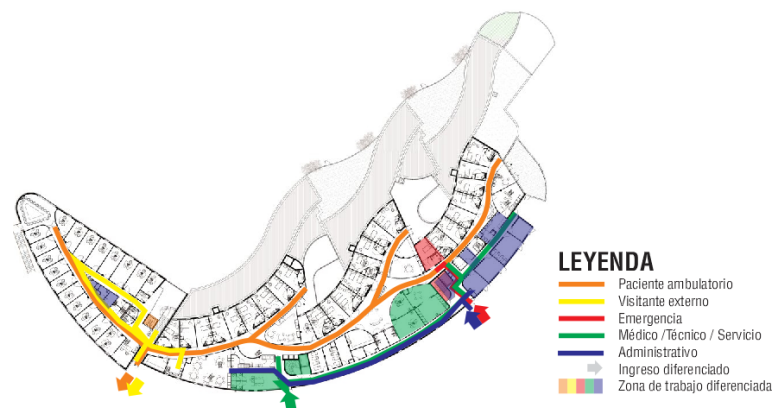 LEYENDA
Paciente ambulatorio
Visitante externo
Emergencia
Médico /Técnico / Servicio
Administrativo
Ingreso diferenciado
Zona de trabajo diferenciada